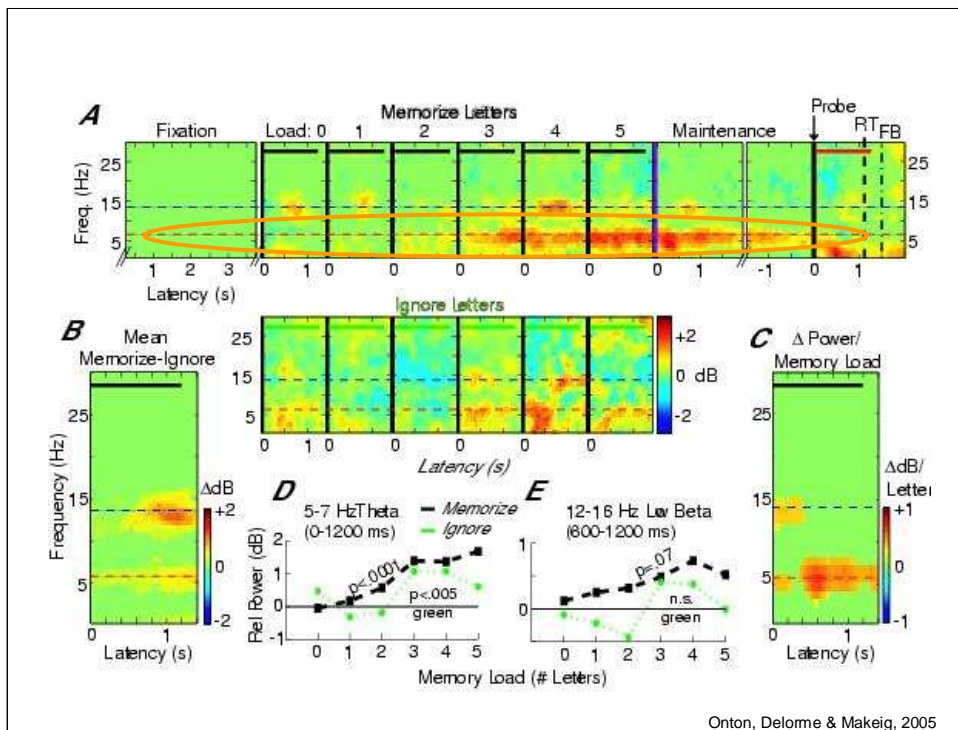 A
Memorize Letters
Probe
Fixation
Load: 0 1 2 3 4 5
Maintenance
RT
FB
Freq. (Hz)
25
15
5
25
15
5
1 2 3
0 1 0 0 0 0 0 0 1 -1 0 1
Latency (s)
Ignore Letters
B
Mean
Memorize-Ignore
25
15
5
+2
0 dB
-2
C
Δ Power/
Memory Load
0 1 0 0 0 0 0 1
Latency (s)
Frequency (Hz)
25
15
5
ΔdB
+2
-2
0 1
Latency (s)
D
5-7 HzTheta
(0-1200 ms)
Memorize
Ignore
E
12-16 Hz Low Beta
(600-1200 ms)
Rel Power (dB)
2
1
0
-1
p<.0001
p<.005
green
0 1 2 3 4 5
1
0
p=.07
n.s.
green
0 1 2 3 4 5
Memory Load (# Letters)
25
15
5
ΔdB/
Letter
+1
-1
0 1
Latency (s)
Onton, Delorme & Makeig, 2005